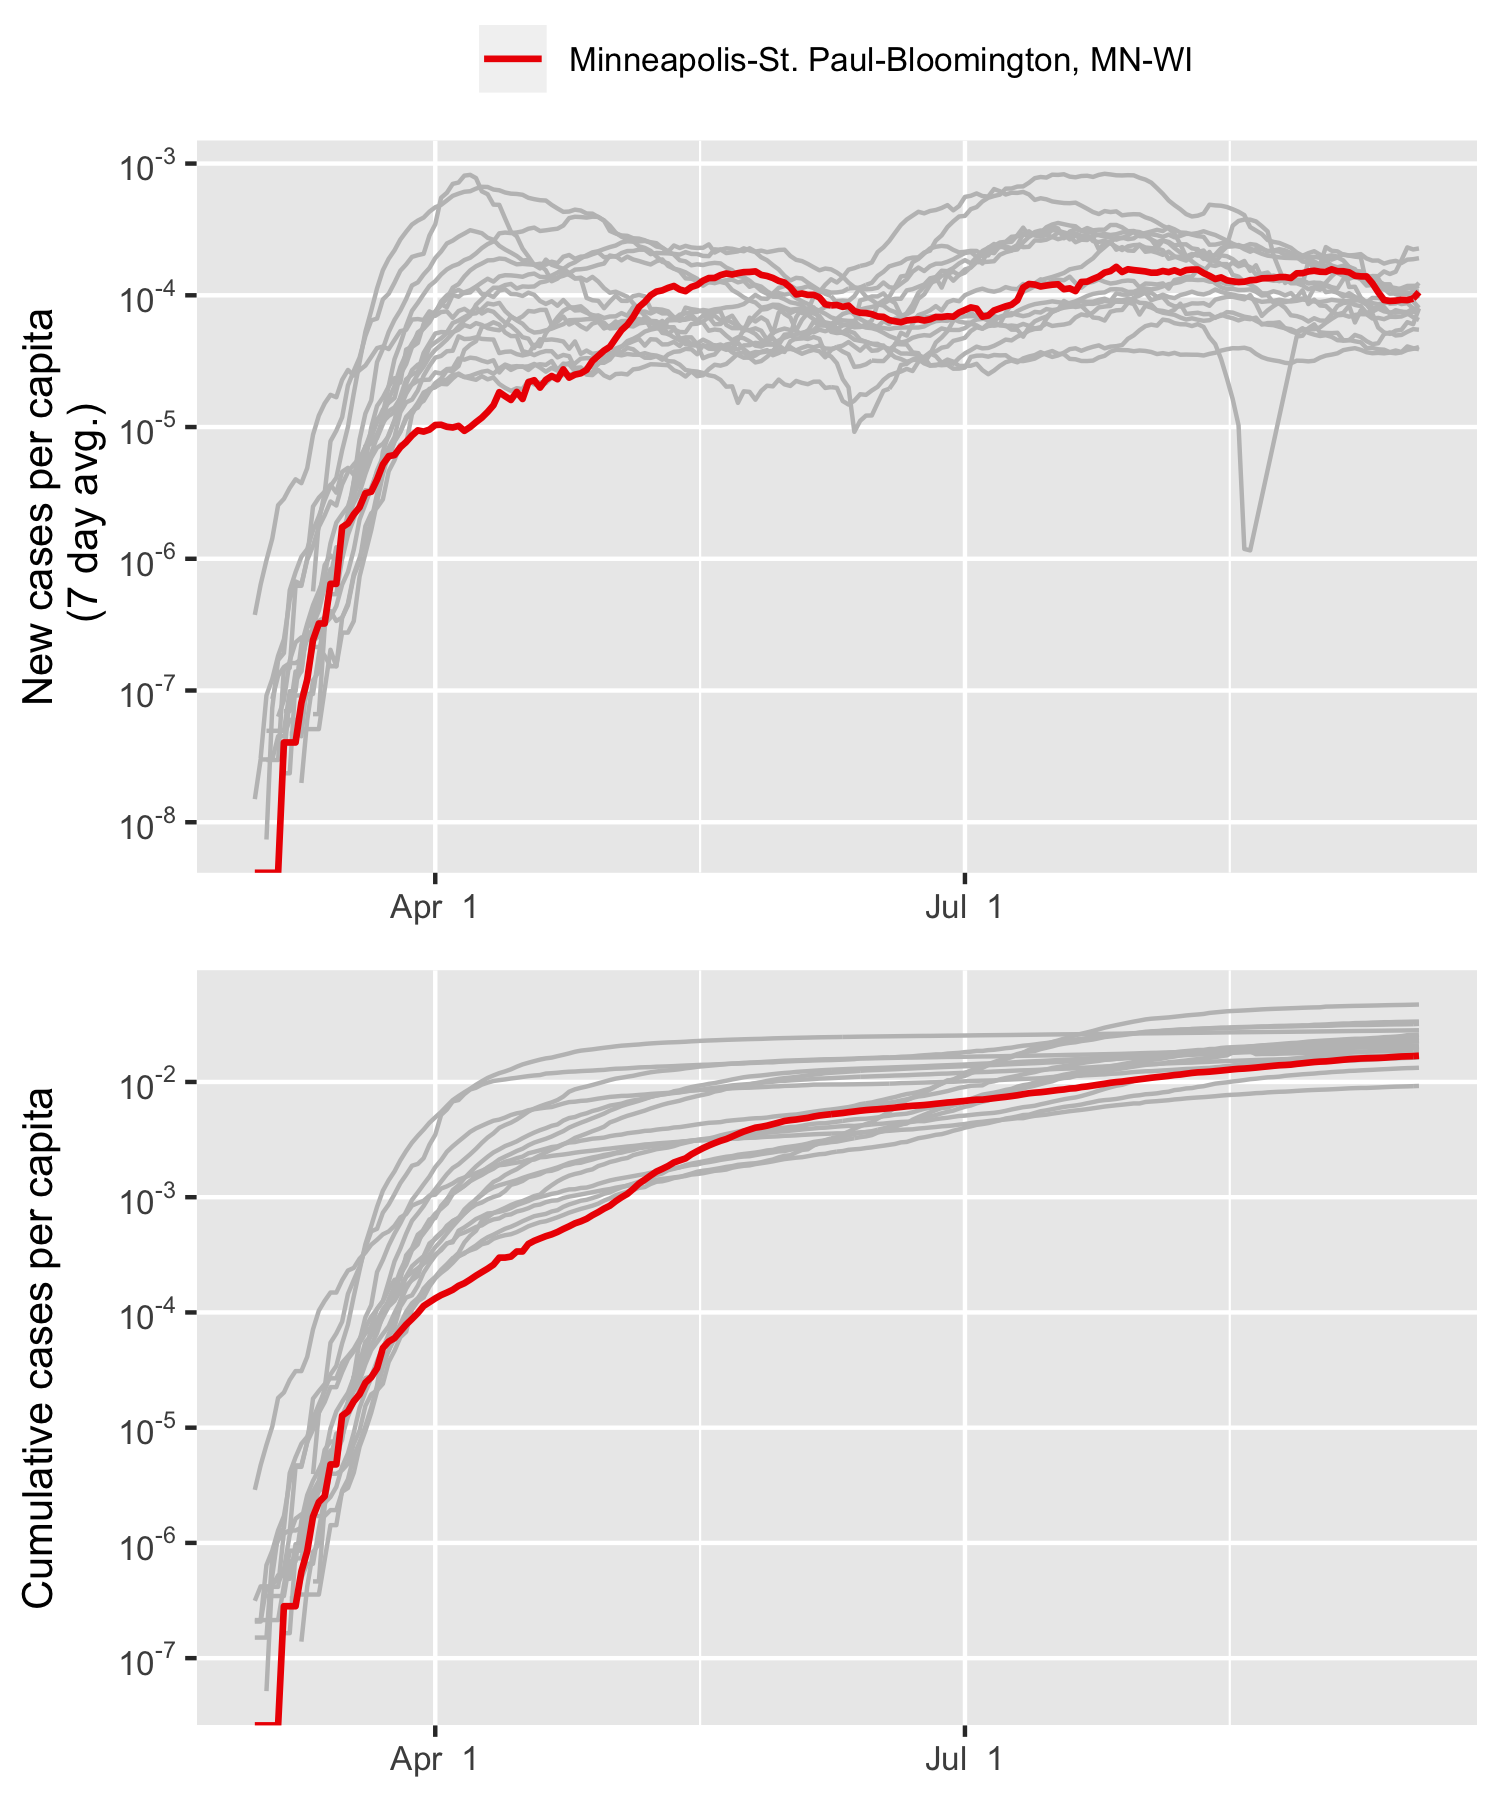 Minneapolis-St. Paul-Bloomington, MN-WI
New cases per capita
(7 day avg.)
10⁻³
10⁻⁴
10⁻⁵
10⁻⁶
10⁻⁷
10⁻⁸
Apr 1
Jul 1
Cumulative cases per capita
10⁻²
10⁻³
10⁻⁴
10⁻⁵
10⁻⁶
10⁻⁷
Apr 1
Jul 1